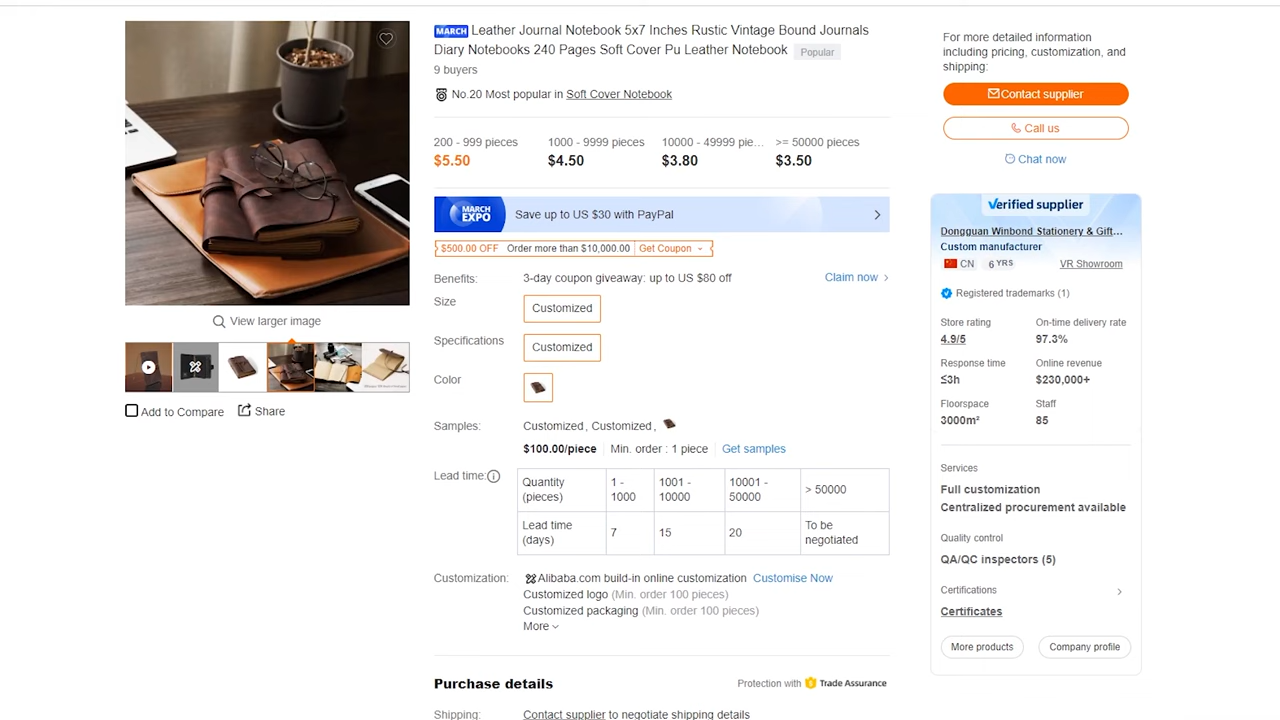 MARCH Leather Journal Notebook 5x7 Inches Rustic Vintage Bound Journals
Diary Notebooks 240 Pages Soft Cover Pu Leather Notebook Popular
9 buyers
No.20 Most popular in Soft Cover Notebook
200 - 999 pieces
$5.50
1000 - 9999 pieces
$4.50
10000 - 49999 pie...
$3.80
>= 50000 pieces
$3.50
MARCH
EXPO
Save up to US $30 with PayPal
$500.00 OFF Order more than $10,000.00 Get Coupon
Benefits: 3-day coupon giveaway: up to US $80 off Claim now
Size Customized
Specifications Customized
Color
Samples: Customized, Customized,
$100.00/piece Min. order : 1 piece Get samples
Lead time:
Quantity
(pieces)
1 -
1000
1001 -
10000
10001 -
50000
> 50000
Lead time
(days)
7
15
20
To be
negotiated
Customization: Alibaba.com build-in online customization Customise Now
Customized logo (Min. order 100 pieces)
Customized packaging (Min. order 100 pieces)
More
Purchase details Protection with Trade Assurance
Shipping: Contact supplier to negotiate shipping details
View larger image
Add to Compare Share
For more detailed information
including pricing, customization, and
shipping:
Contact supplier
Call us
Chat now
Verified supplier
Dongguan Winbond Stationery & Gift...
Custom manufacturer
CN 6 YRS VR Showroom
Registered trademarks (1)
Store rating
4.9/5
On-time delivery rate
97.3%
Response time
≤3h
Online revenue
$230,000+
Floorspace
3000m²
Staff
85
Services
Full customization
Centralized procurement available
Quality control
QA/QC inspectors (5)
Certifications
Certificates
More products
Company profile